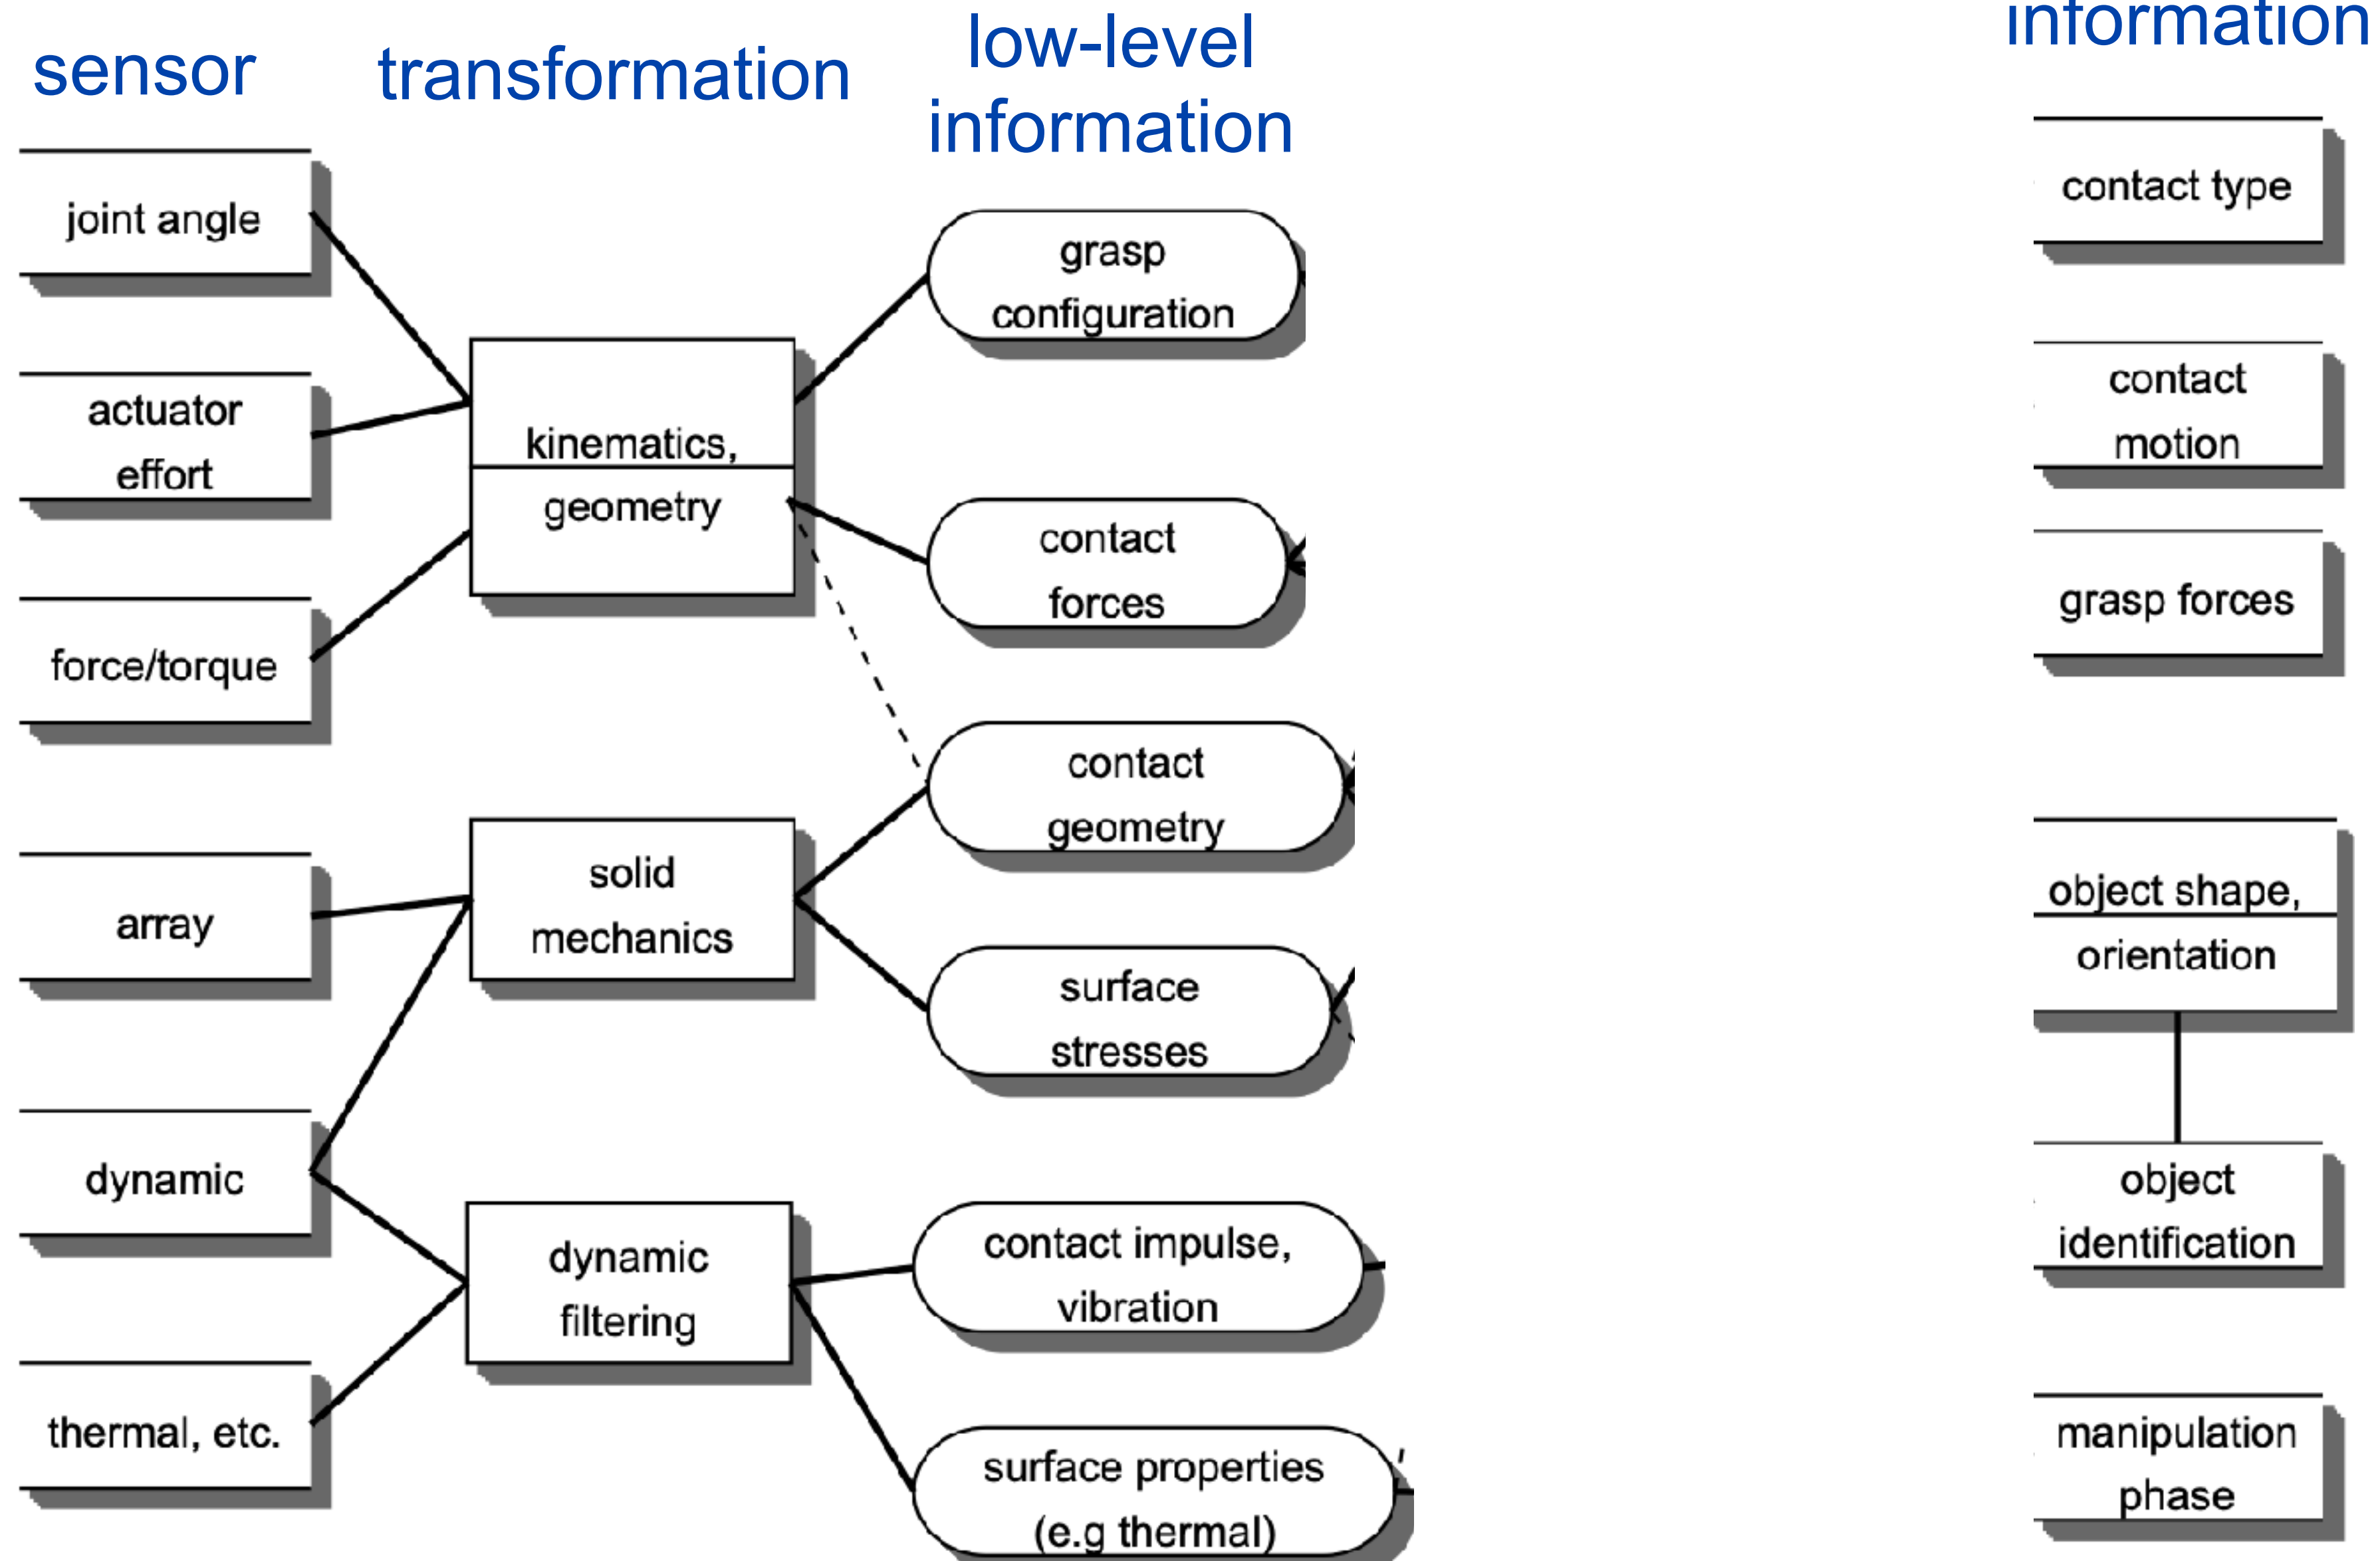 sensor
transformation
low-level
information
information
joint angle
actuator
effort
force/torque
array
dynamic
thermal, etc.
kinematics,
geometry
solid
mechanics
dynamic
filtering
grasp
configuration
contact
forces
contact
geometry
surface
stresses
contact impulse,
vibration
surface properties
(e.g thermal)
contact type
contact
motion
grasp forces
object shape,
orientation
object
identification
manipulation
phase